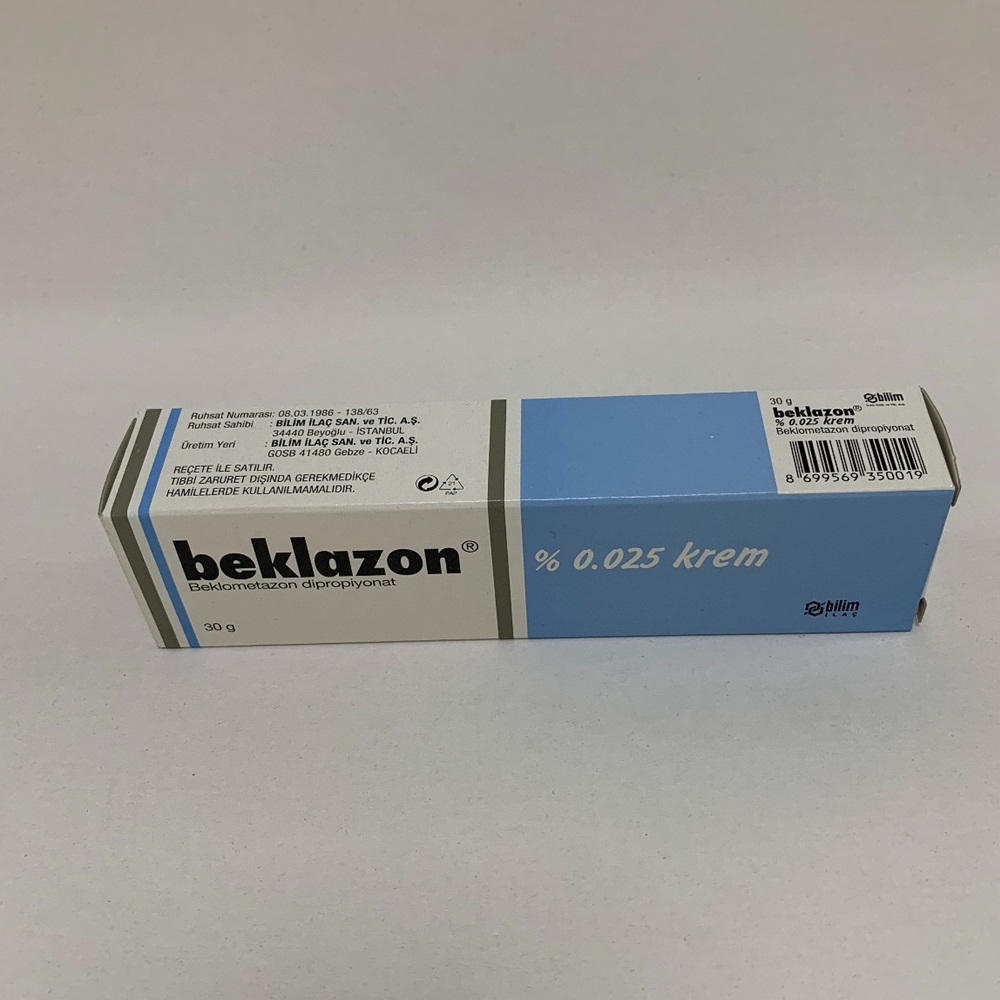 Ruhsat Numarası: 08.03.1986 - 138/63
Ruhsat Sahibi : BİLİM İLAÇ SAN. ve TİC. A.Ş.
34440 Beyoğlu - İSTANBUL
Üretim Yeri : BİLİM İLAÇ SAN. ve TİC. A.Ş.
GOSB 41480 Gebze - KOCAELİ
REÇETE İLE SATILIR.
TIBBİ ZARURET DIŞINDA GEREKMEDİKÇE
HAMİLELERDE KULLANILMAMALIDIR.
21
PAP
30 g
bilim
beklazon®
% 0.025 krem
Beklometazon dipropiyonat
8 699569 350019
beklazon®
Beklometazon dipropiyonat
30 g
% 0.025 krem
bilim
İLAÇ